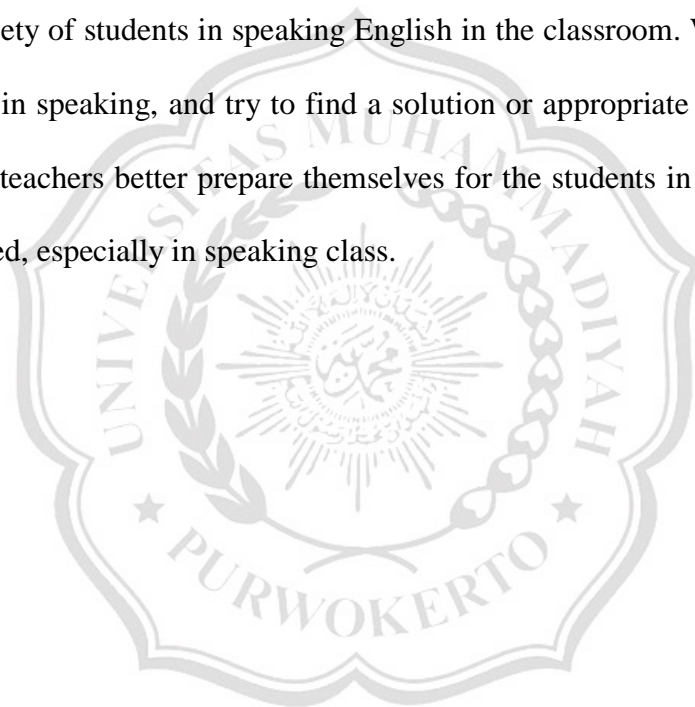 ety of students in speaking English in the classroom.
in speaking, and try to find a solution or appropriate
teachers better prepare themselves for the students in
ed, especially in speaking class.
UNIVERSITAS MUHAMMADIYAH
PURWOKERTO